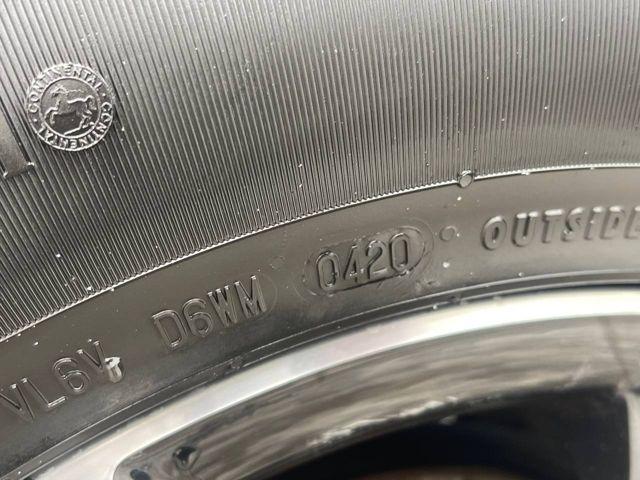 CONTINENTAL
CONTINENTAL
VL6V D6WM 0420 OUTSIDE